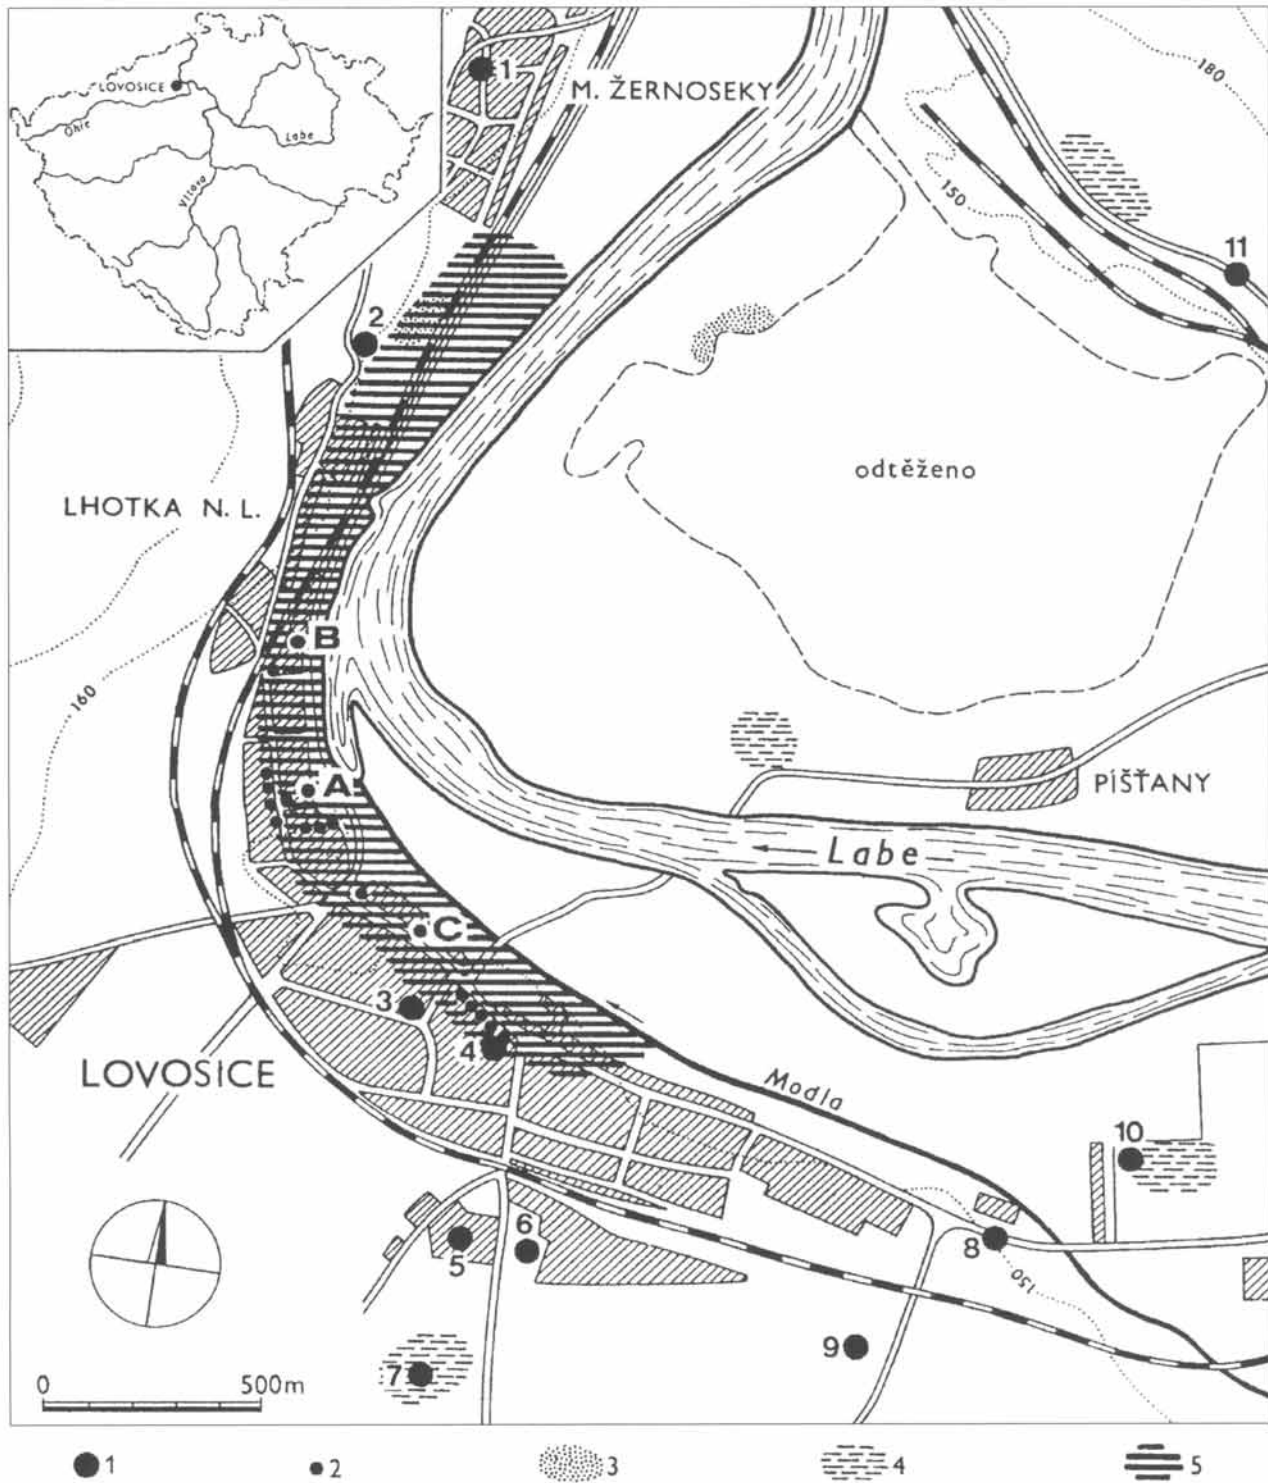 LOVOSICE
Ohře
Labe
Vltava
1
M. ŽERNOSEKY
180
150
11
2
odtěženo
LHOTKA N. L.
B
160
A
PÍŠŤANY
Labe
C
3
4
LOVOSICE
Modla
10
6
5
8
150
9
7
0 500m
1 2 3 4 5